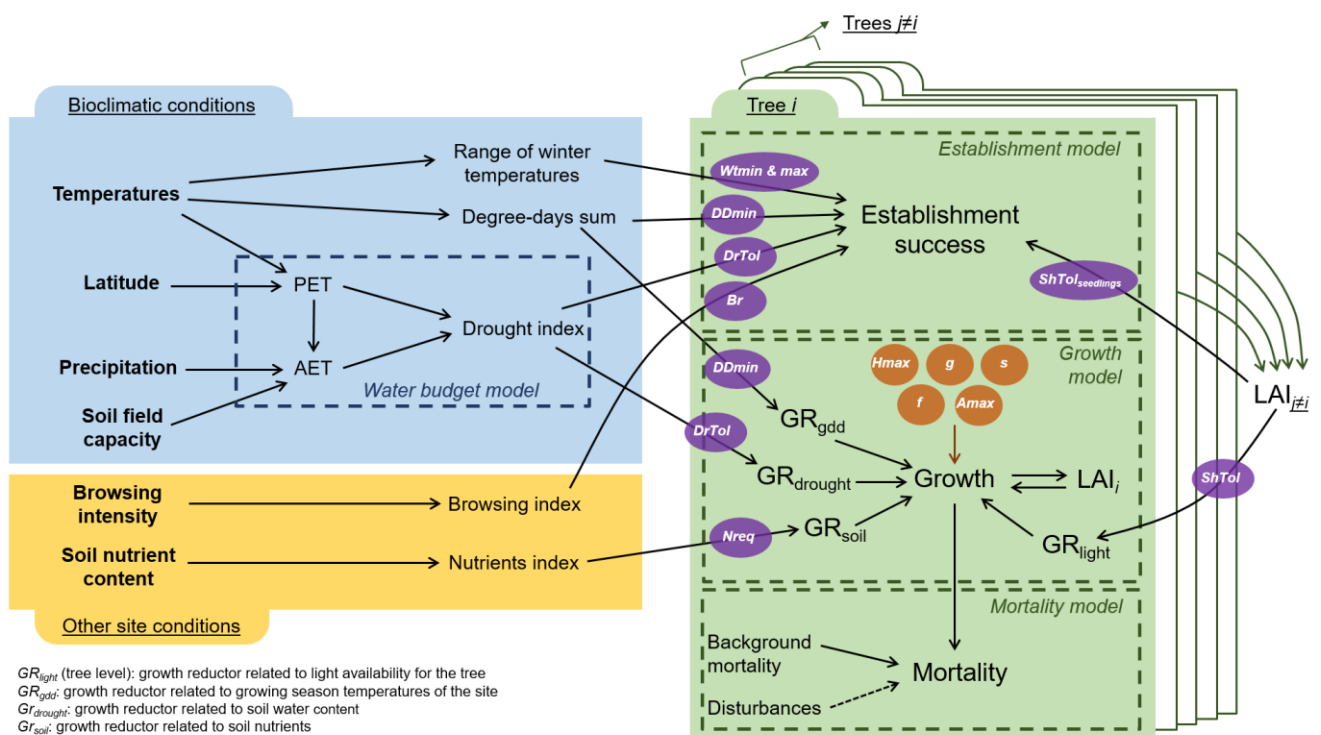 Trees j≠i
Bioclimatic conditions
Temperatures
Latitude
Precipitation
Soil field
capacity
Range of winter
temperatures
Degree-days sum
PET
AET
Drought index
Water budget model
Browsing
intensity
Soil nutrient
content
Browsing index
Nutrients index
Other site conditions
Tree i
Establishment model
Wtmin & max
DDmin
DrTol
Br
Establishment
success
ShTolseedlings
Growth
model
Hmax
g
s
f
Amax
DDmin
DrTol
Nreq
GRgdd
GRdrought
GRsoil
Growth
LAIi
GRlight
ShTol
LAIj≠i
Mortality model
Background
mortality
Disturbances
Mortality
GRlight (tree level): growth reductor related to light availability for the tree
GRgdd: growth reductor related to growing season temperatures of the site
Grdrought: growth reductor related to soil water content
Grsoil: growth reductor related to soil nutrients